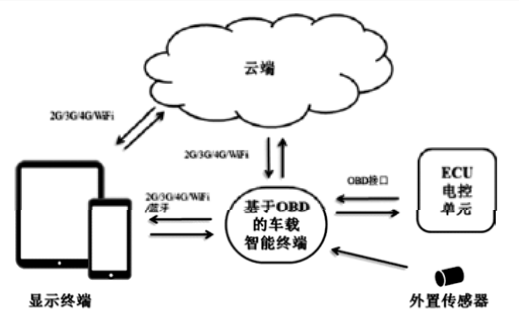 云端
2G/3G/4G/WiFi
2G/3G/4G/WiFi
OBD接口
ECU
电控
单元
2G/3G/4G/WiFi
/蓝牙
基于OBD
的车载
智能终端
显示终端
外置传感器